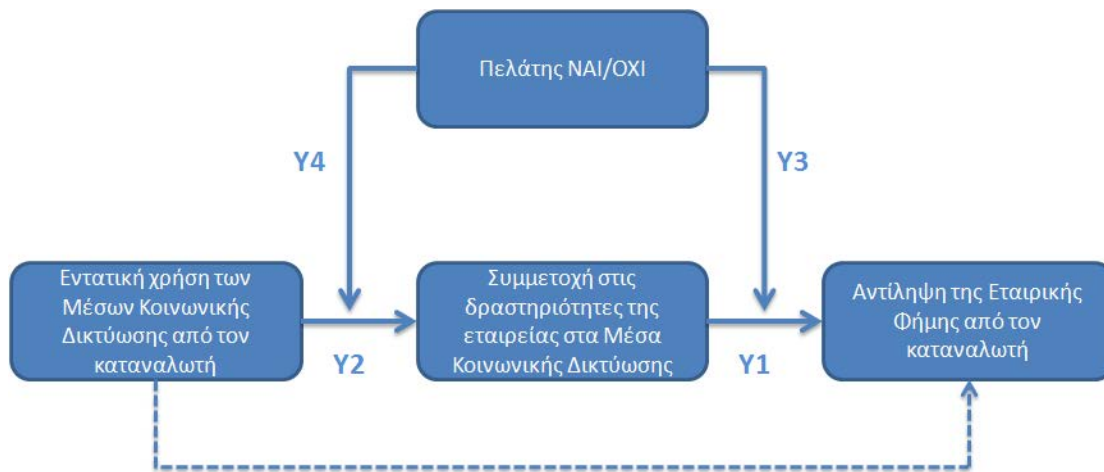 Πελάτης ΝΑΙ/ΟΧΙ
Υ4
Υ3
Εντατική χρήση των
Μέσων Κοινωνικής
Δικτύωσης από τον
καταναλωτή
Συμμετοχή στις
δραστηριότητες της
εταιρείας στα Μέσα
Κοινωνικής Δικτύωσης
Αντίληψη της Εταιρικής
Φήμης από τον
καταναλωτή
Υ2
Υ1